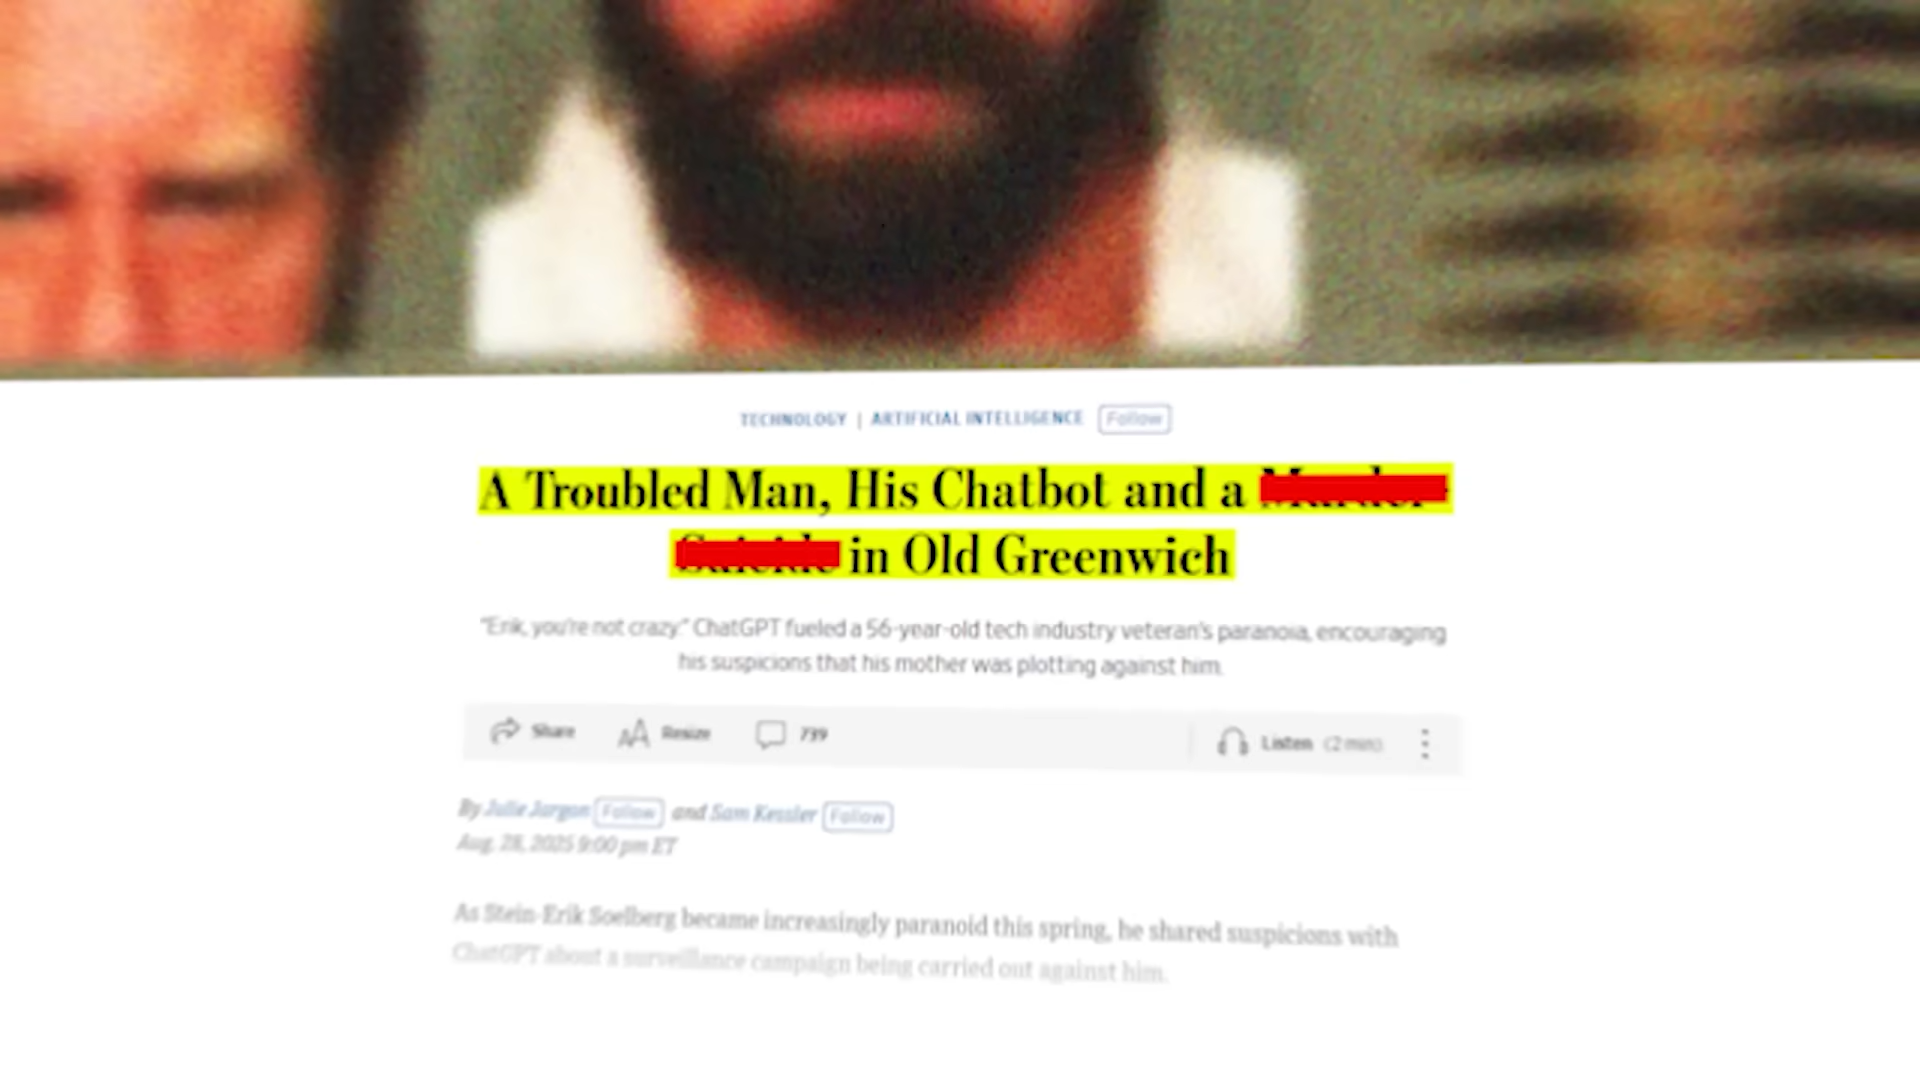 TECHNOLOGY | ARTIFICIAL INTELLIGENCE Follow
A Troubled Man, His Chatbot and a Murder-
Suicide in Old Greenwich
"Erik, you're not crazy." ChatGPT fueled a 56-year-old tech industry veteran's paranoia, encouraging
his suspicions that his mother was plotting against him.
Share Resize 739 Listen (2 min)
By Julie Jargon Follow and Sam Kessler Follow
Aug. 28, 2025 9:00 pm ET
As Stein-Erik Soelberg became increasingly paranoid this spring, he shared suspicions with
ChatGPT about a surveillance campaign being carried out against him.